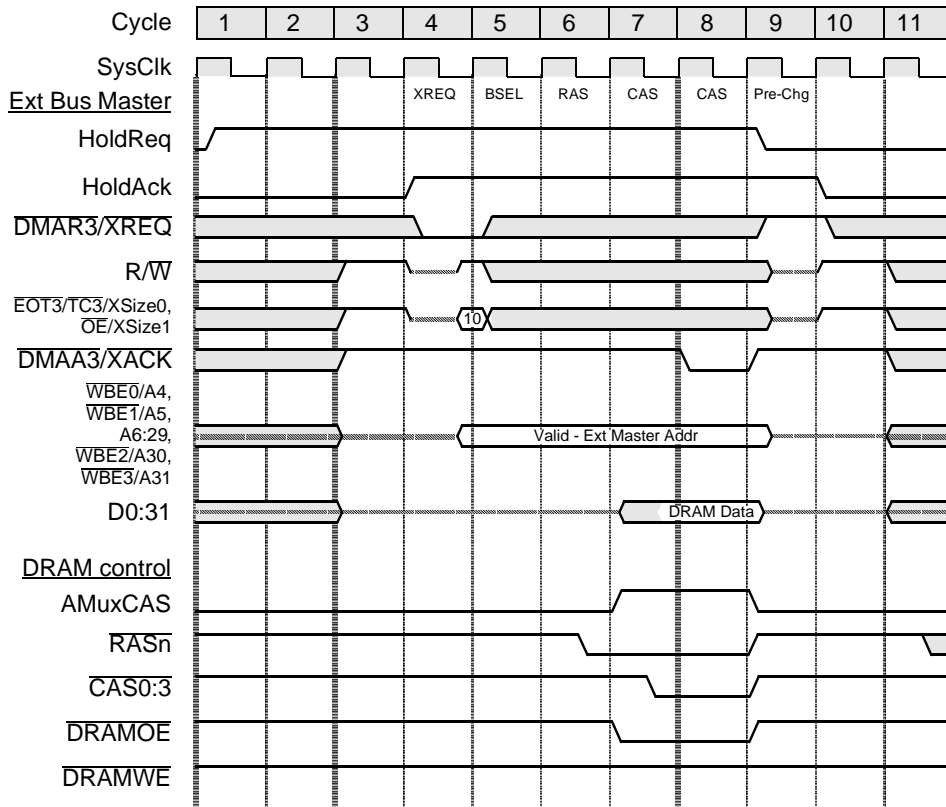 Cycle 1 2 3 4 5 6 7 8 9 10 11
SysClk
Ext Bus Master XREQ BSEL RAS CAS CAS Pre-Chg
HoldReq
HoldAck
DMAR3/XREQ
R/W
EOT3/TC3/XSize0,
OE/XSize1 10
DMAA3/XACK
WBE0/A4,
WBE1/A5,
A6:29, Valid - Ext Master Addr
WBE2/A30,
WBE3/A31
D0:31 DRAM Data
DRAM control
AMuxCAS
RASn
CAS0:3
DRAMOE
DRAMWE